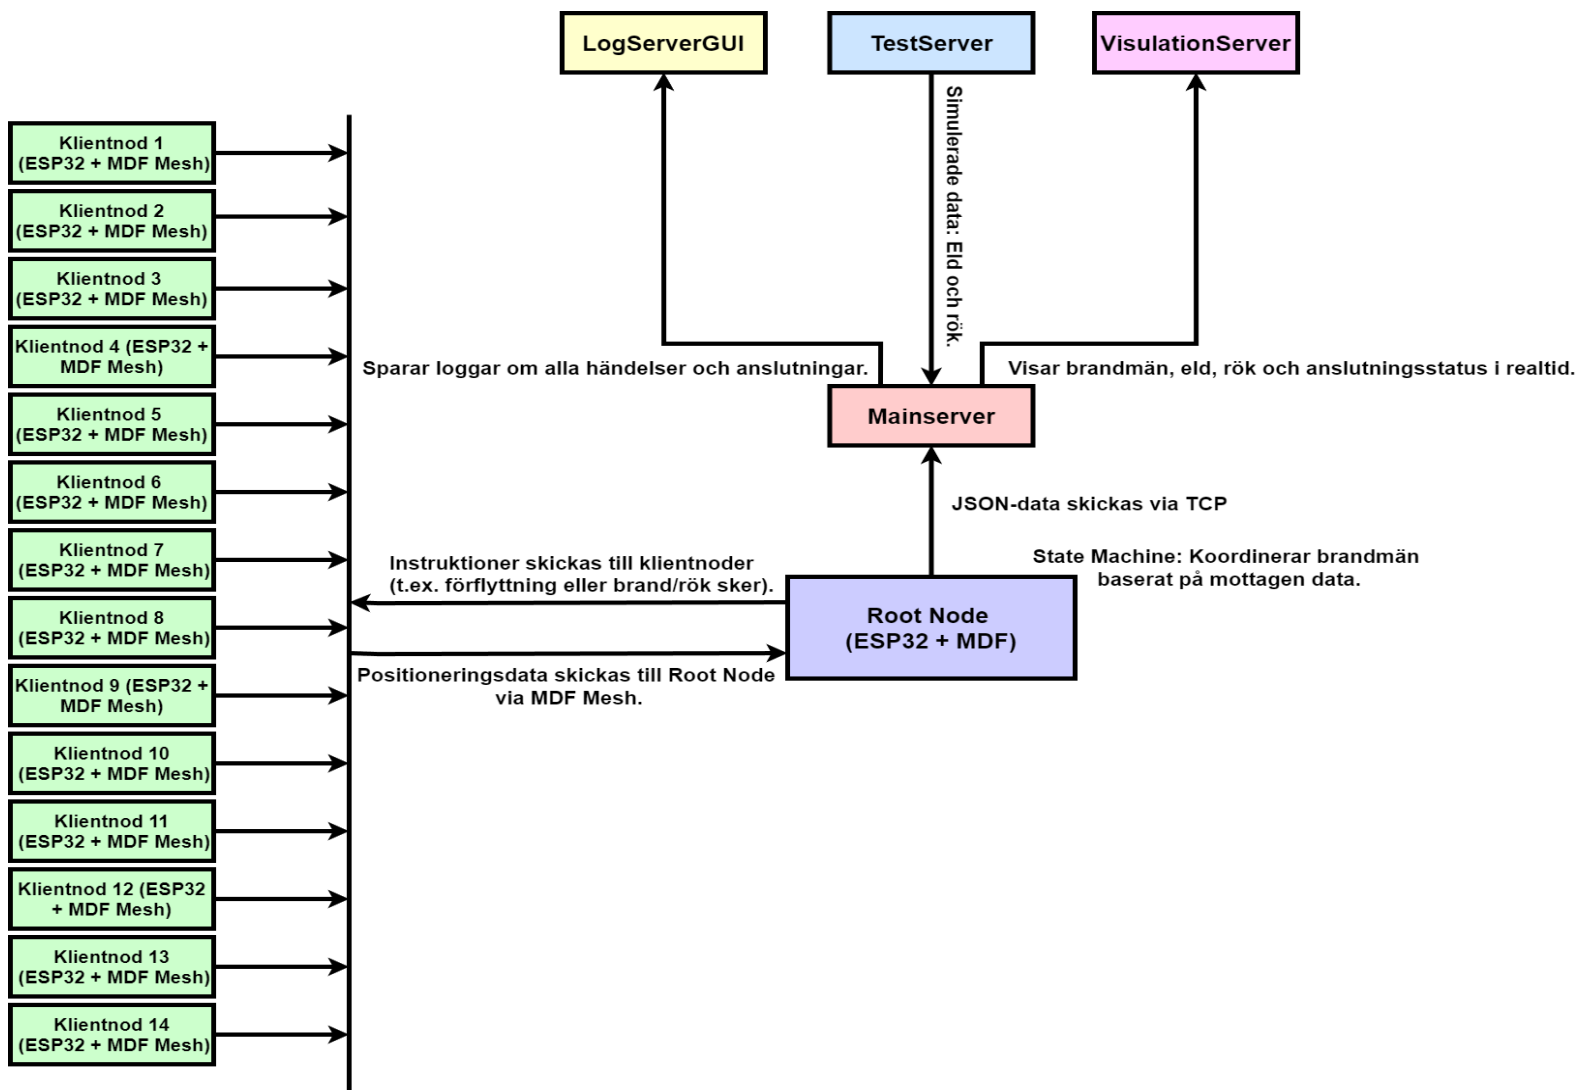 LogServerGUI
TestServer
VisulationServer
Simulerade data: Eld och rök.
Klientnod 1
(ESP32 + MDF Mesh)
Klientnod 2
(ESP32 + MDF Mesh)
Klientnod 3
(ESP32 + MDF Mesh)
Klientnod 4 (ESP32 +
MDF Mesh)
Klientnod 5
(ESP32 + MDF Mesh)
Klientnod 6
(ESP32 + MDF Mesh)
Klientnod 7
(ESP32 + MDF Mesh)
Klientnod 8
(ESP32 + MDF Mesh)
Klientnod 9 (ESP32 +
MDF Mesh)
Klientnod 10
(ESP32 + MDF Mesh)
Klientnod 11
(ESP32 + MDF Mesh)
Klientnod 12 (ESP32
+ MDF Mesh)
Klientnod 13
(ESP32 + MDF Mesh)
Klientnod 14
(ESP32 + MDF Mesh)
Sparar loggar om alla händelser och anslutningar.
Visar brandmän, eld, rök och anslutningsstatus i realtid.
Mainserver
JSON-data skickas via TCP
State Machine: Koordinerar brandmän
baserat på mottagen data.
Instruktioner skickas till klientnoder
(t.ex. förflyttning eller brand/rök sker).
Root Node
(ESP32 + MDF)
Positioneringsdata skickas till Root Node
via MDF Mesh.